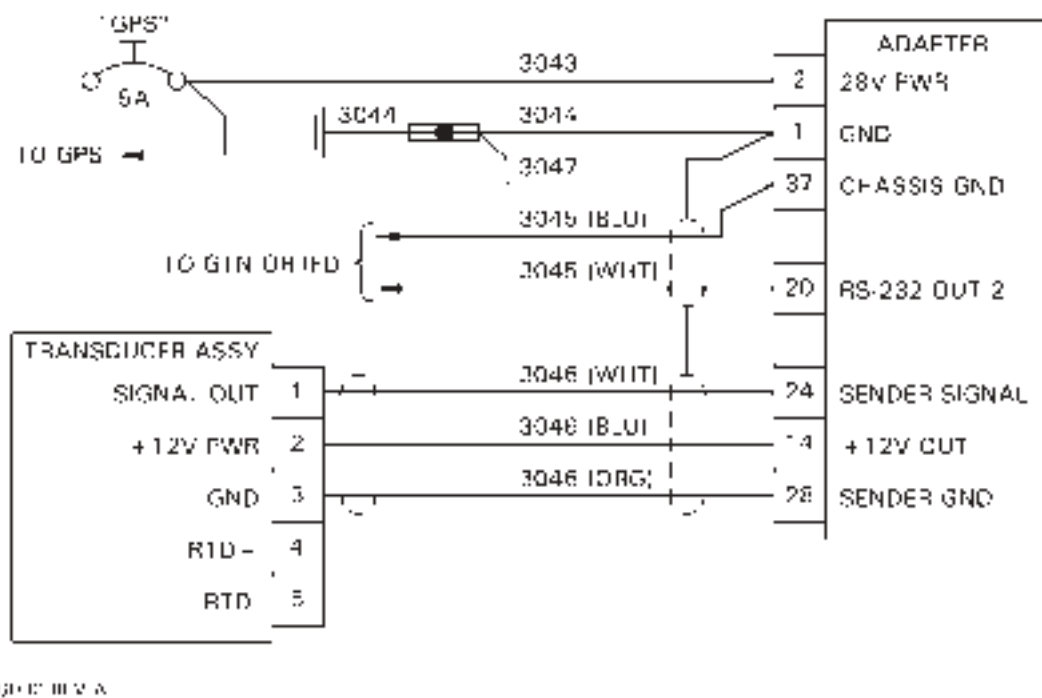 "GPS"
5A
TO GPS
3043
3044
3044
3047
3045 (BLU)
3045 (WHT)
TO GTN OR IFD
ADAPTER
2 28V PWR
1 GND
37 CHASSIS GND
20 RS-232 OUT 2
24 SENDER SIGNAL
14 +12V OUT
28 SENDER GND
TRANSDUCER ASSY
SIGNAL OUT 1
+12V PWR 2
GND 3
RTD - 4
RTD 5
3046 (WHT)
3046 (BLU)
3046 (ORG)